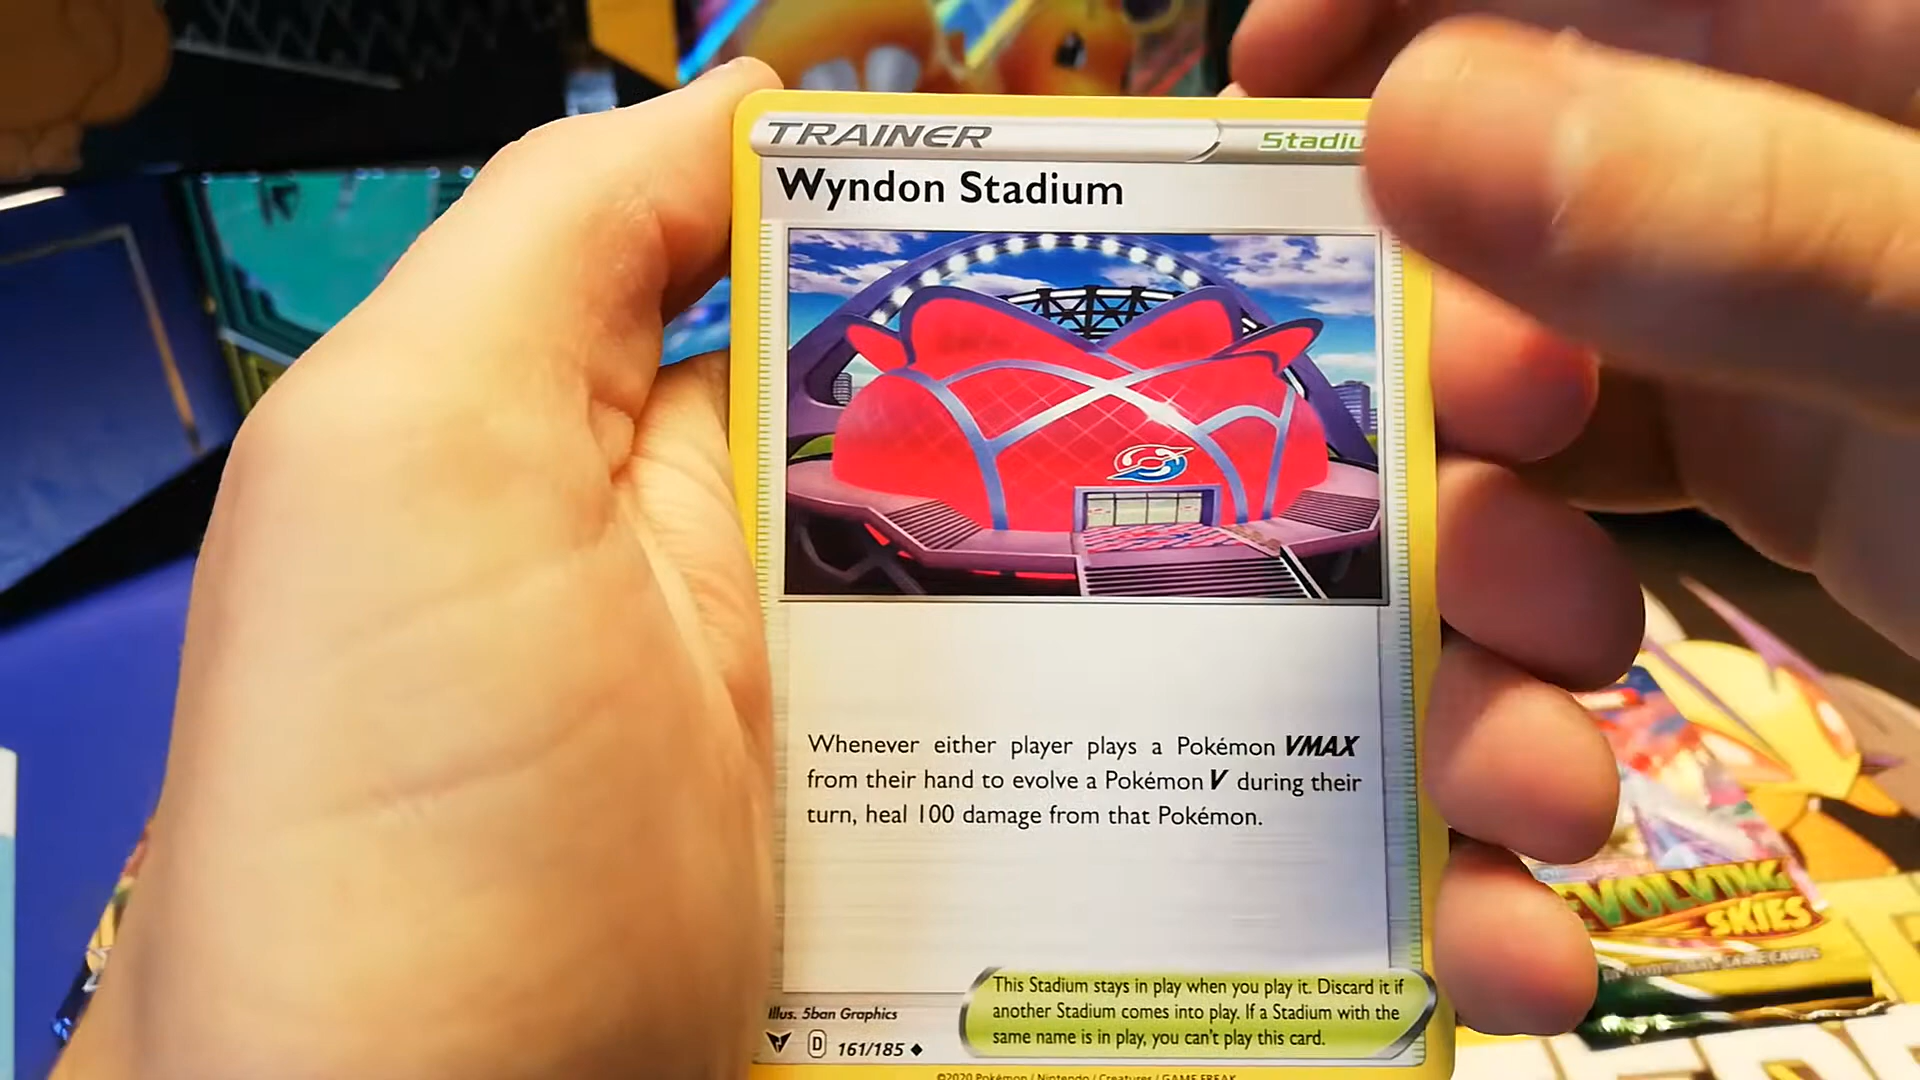 TRAINER
Stadiu
Wyndon Stadium
Whenever either player plays a Pokémon VMAX
from their hand to evolve a Pokémon V during their
turn, heal 100 damage from that Pokémon.
This Stadium stays in play when you play it. Discard it if
another Stadium comes into play. If a Stadium with the
same name is in play, you can't play this card.
Illus. 5ban Graphics
D 161/185
©2020 Pokémon / Nintendo / Creatures / GAME FREAK
EVOLVING
SKIES